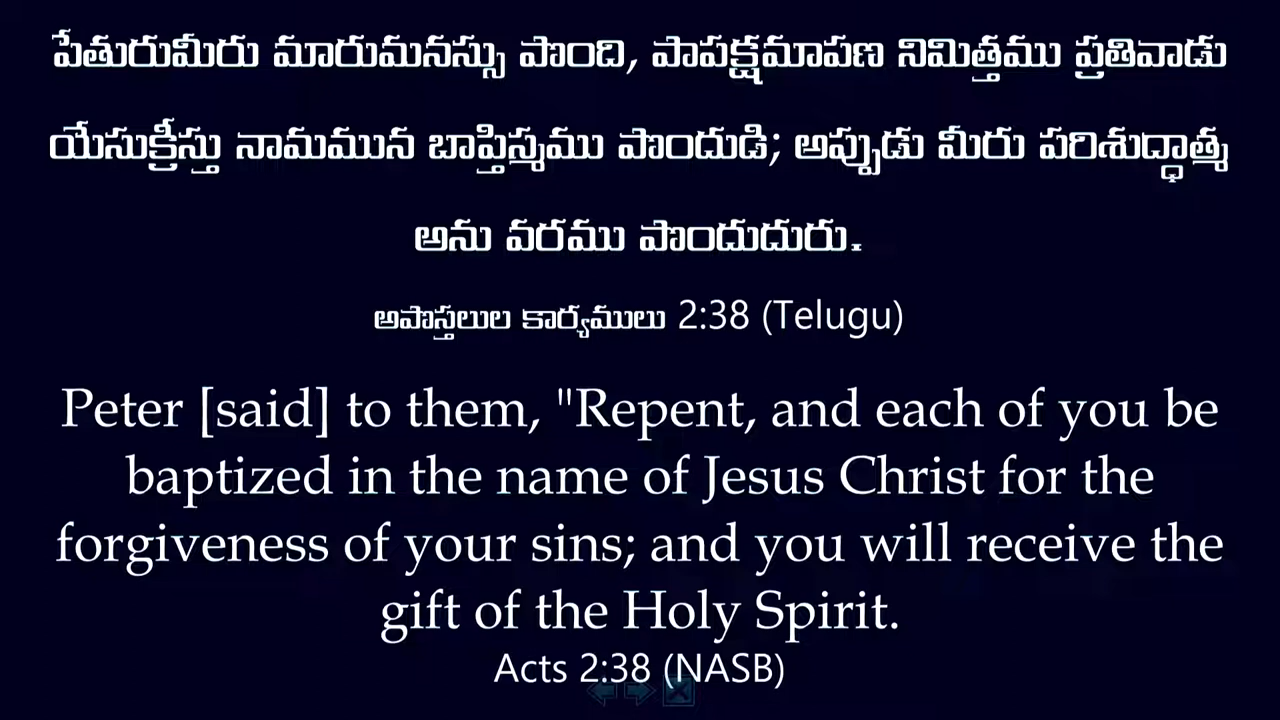 పేతురుమీరు మారుమనస్సు పొంది, పాపక్షమాపణ నిమిత్తము ప్రతివాడు
యేసుక్రీస్తు నామమున బాప్తిస్మము పొందుడి; అప్పుడు మీరు పరిశుద్ధాత్మ
అను వరము పొందుదురు.
అపొస్తలుల కార్యములు 2:38 (Telugu)
Peter [said] to them, "Repent, and each of you be
baptized in the name of Jesus Christ for the
forgiveness of your sins; and you will receive the
gift of the Holy Spirit.
Acts 2:38 (NASB)